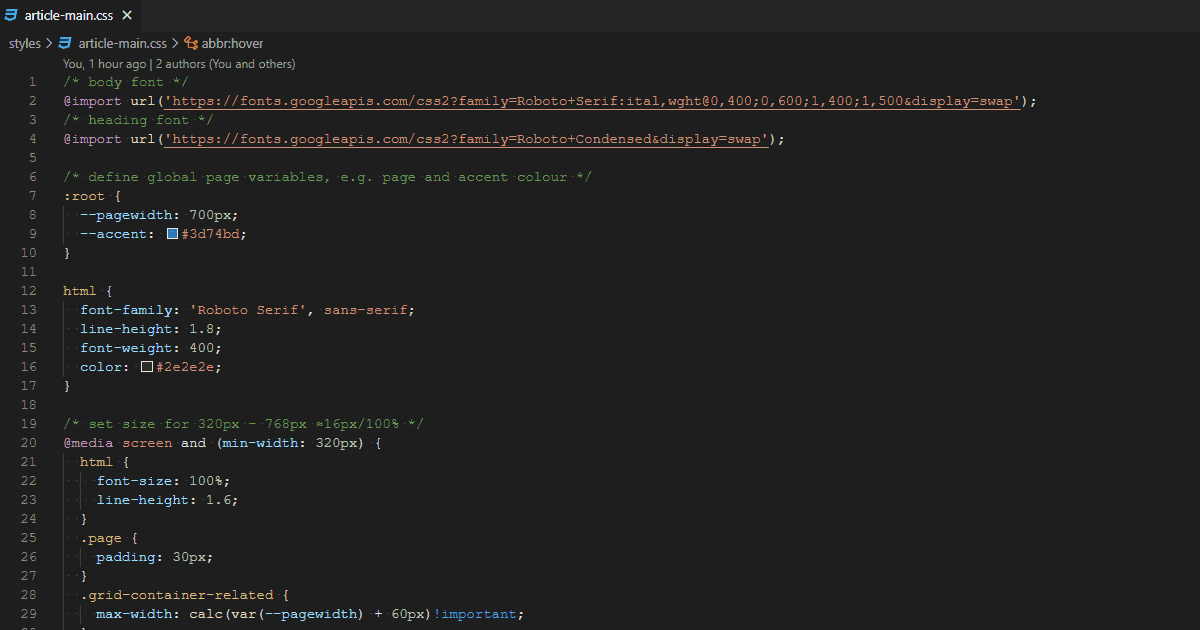 article-main.css
styles > article-main.css > abbr:hover
You, 1 hour ago | 2 authors (You and others)
1 /* body font */
2 @import url('https://fonts.googleapis.com/css2?family=Roboto+Serif:ital,wght@0,400;0,600;1,400;1,500&display=swap');
3 /* heading font */
4 @import url('https://fonts.googleapis.com/css2?family=Roboto+Condensed&display=swap');
5
6 /* define global page variables, e.g. page and accent colour */
7 :root {
8   --pagewidth: 700px;
9   --accent: #3d74bd;
10 }
11
12 html {
13   font-family: 'Roboto Serif', sans-serif;
14   line-height: 1.8;
15   font-weight: 400;
16   color: #2e2e2e;
17 }
18
19 /* set size for 320px - 768px ≈16px/100% */
20 @media screen and (min-width: 320px) {
21   html {
22     font-size: 100%;
23     line-height: 1.6;
24   }
25   .page {
26     padding: 30px;
27   }
28   .grid-container-related {
29     max-width: calc(var(--pagewidth) + 60px)!important;